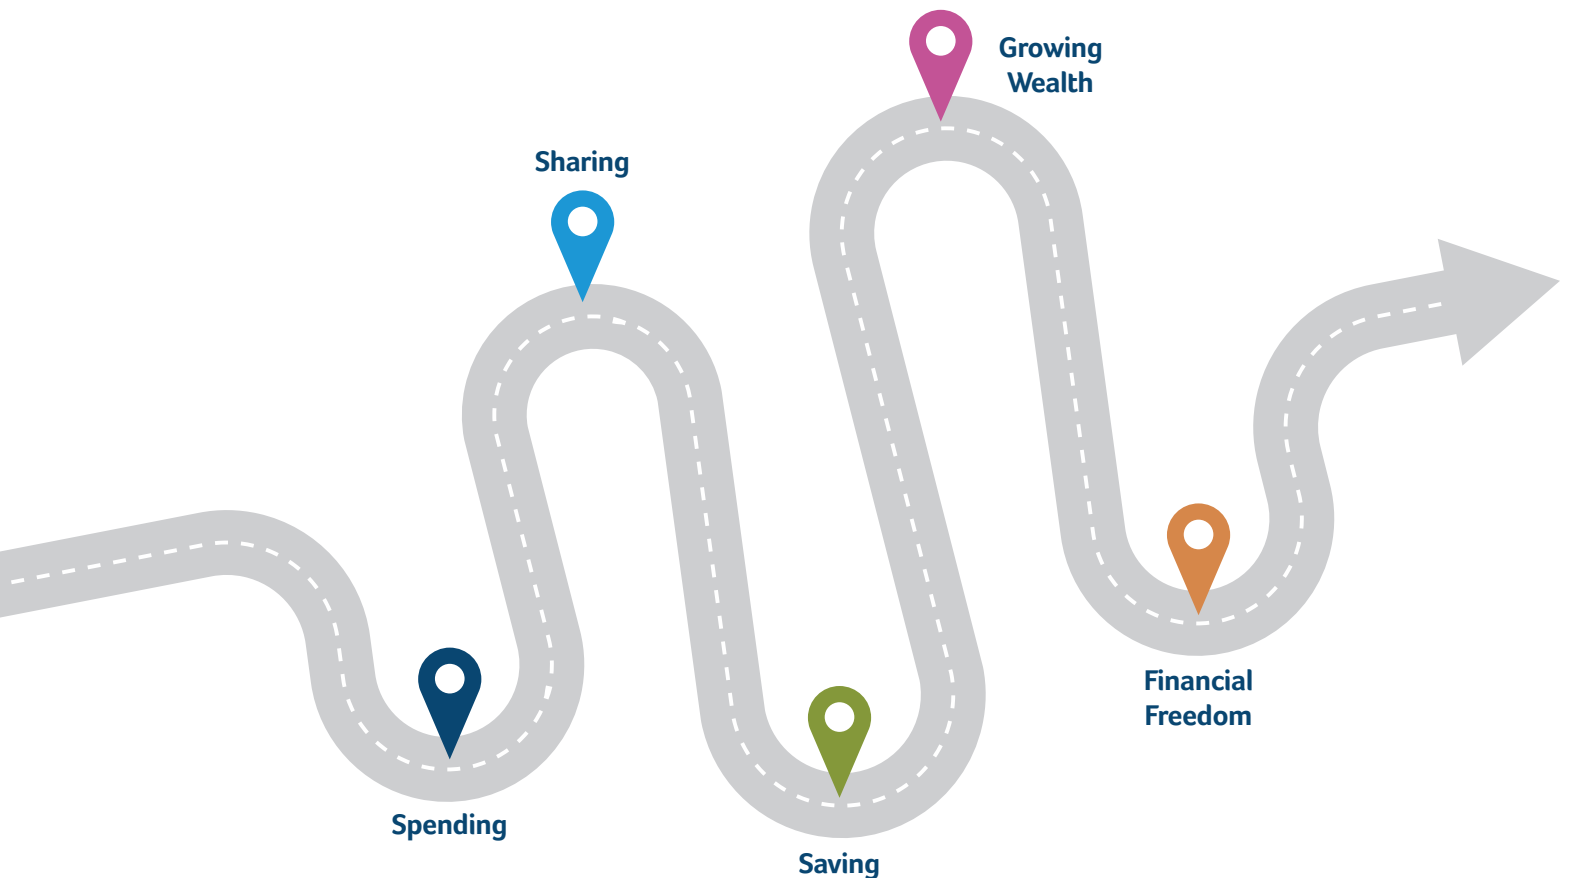 Growing
Wealth
Sharing
Spending
Saving
Financial
Freedom